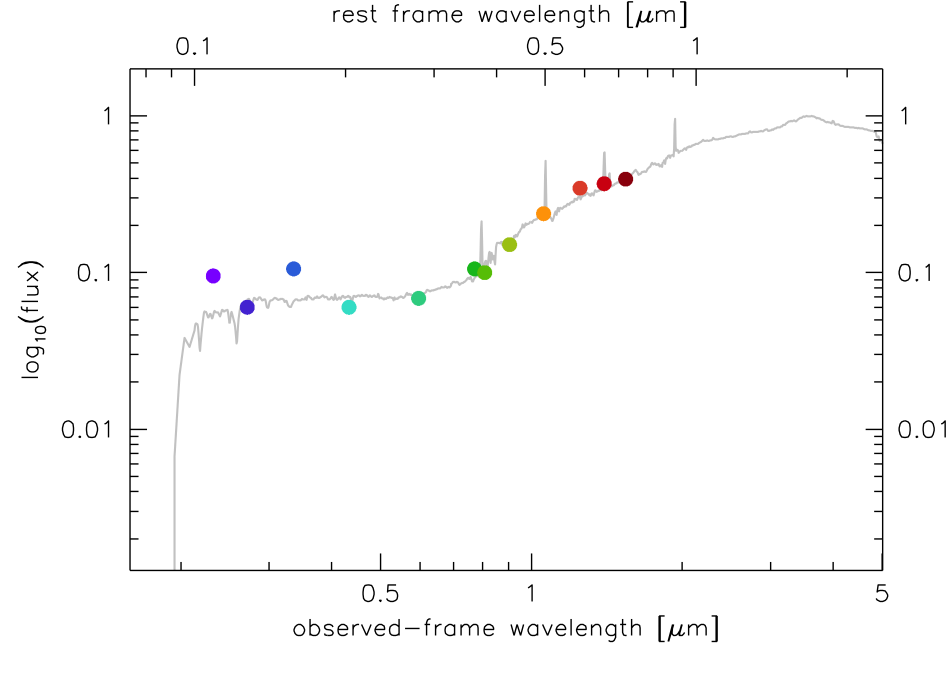 rest frame wavelength [μm]
0.1 0.5 1
1 1
0.1 0.1
log10(flux)
0.01 0.01
0.5 1 5
observed-frame wavelength [μm]